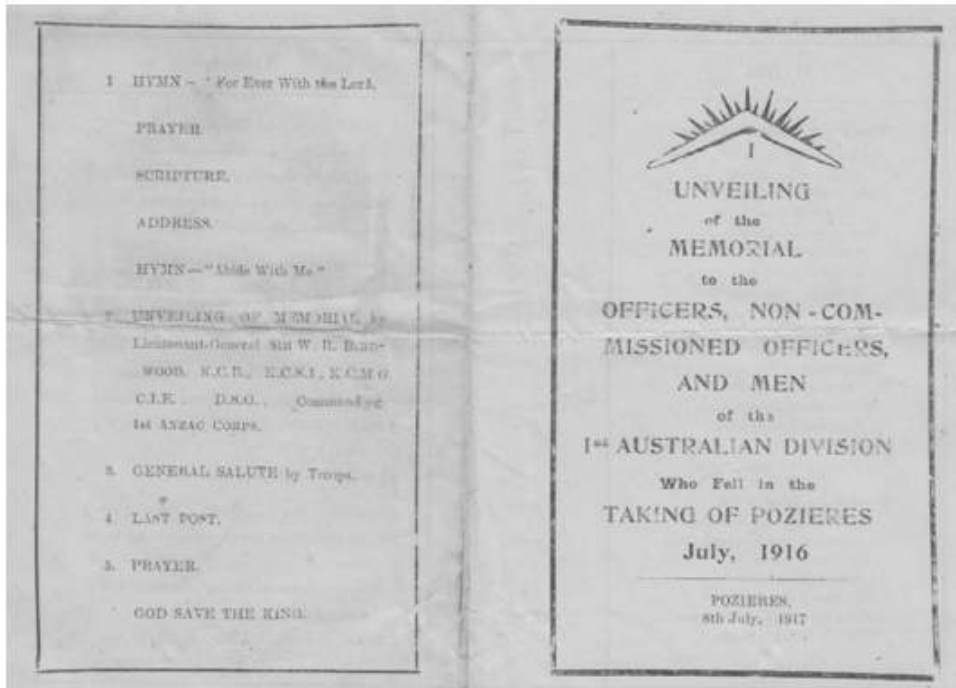 1 HYMN – "For Ever With the Lord.
PRAYER.
SCRIPTURE.
ADDRESS.
HYMN—"Abide With Me."
2. UNVEILING OF MEMORIAL by
Lieutenant-General SIR W. R. BIRD-
WOOD, K.C.B., K.C.S.I., K.C.M.G.
C.I.E., D.S.O., Commanding
1st ANZAC CORPS.
3. GENERAL SALUTE by Troops.
4. LAST POST.
5. PRAYER.
GOD SAVE THE KING.
I
UNVEILING
of the
MEMORIAL
to the
OFFICERS, NON-COM-
MISSIONED OFFICERS,
AND MEN
of the
1st AUSTRALIAN DIVISION
Who Fell in the
TAKING OF POZIERES
July, 1916
POZIERES,
8th July, 1917